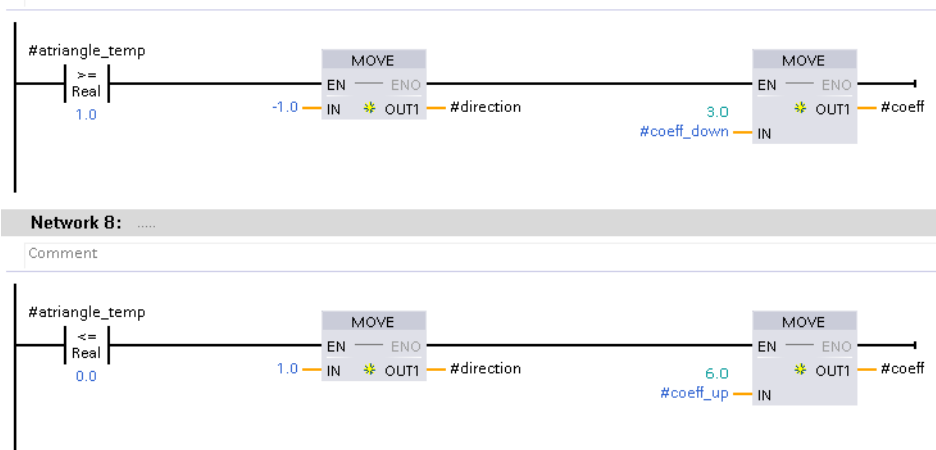 #atriangle_temp
>=
Real
1.0
MOVE
EN ENO
-1.0 IN OUT1 #direction
MOVE
EN ENO
3.0 OUT1 #coeff
#coeff_down IN
Network 8: .....
Comment
#atriangle_temp
<=
Real
0.0
MOVE
EN ENO
1.0 IN OUT1 #direction
MOVE
EN ENO
6.0 OUT1 #coeff
#coeff_up IN